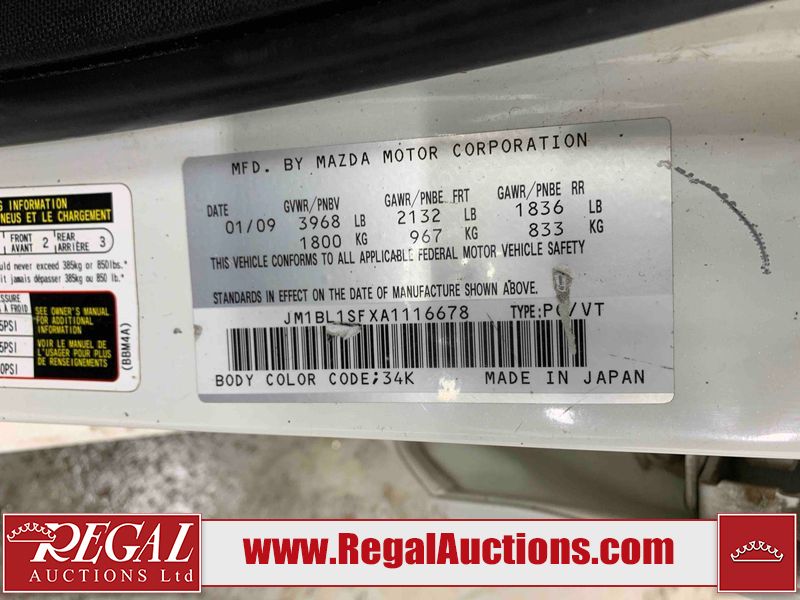 MFD. BY MAZDA MOTOR CORPORATION
DATE GVWR/PNBV GAWR/PNBE FRT GAWR/PNBE RR
01/09 3968 LB 2132 LB 1836 LB
1800 KG 967 KG 833 KG
THIS VEHICLE CONFORMS TO ALL APPLICABLE FEDERAL MOTOR VEHICLE SAFETY
STANDARDS IN EFFECT ON THE DATE OF MANUFACTURE SHOWN ABOVE.
JM1BL1SFXA1116678 TYPE:PC/VT
BODY COLOR CODE;34K MADE IN JAPAN
INFORMATION
PNEUS ET LE CHARGEMENT
FRONT AVANT 2 REAR ARRIÈRE 3
never exceed 385kg or 850lbs."
jamais dépasser 385kg ou 850 lb."
À FROID
PSI
PSI
PSI
SEE OWNER'S MANUAL
FOR ADDITIONAL
INFORMATION
VOIR LE MANUEL DE
L'USAGER POUR PLUS
DE RENSEIGNEMENTS
(BBM4A)
REGAL
AUCTIONS Ltd
www.RegalAuctions.com